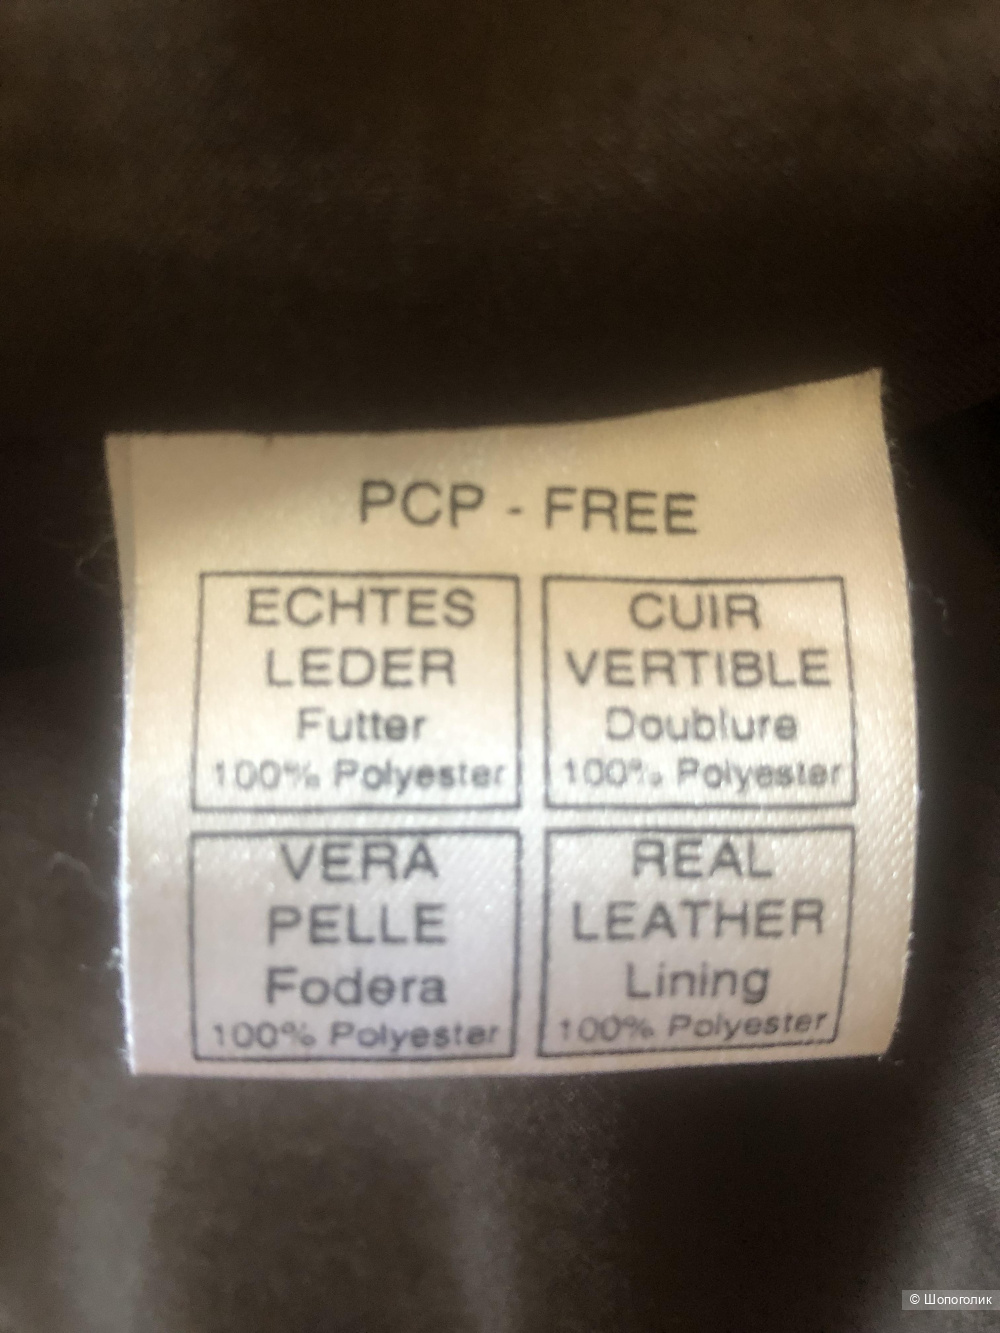 PCP - FREE
ECHTES
LEDER
Futter
100% Polyester
CUIR
VERTIBLE
Doublure
100% Polyester
VERA
PELLE
Fodera
100% Polyester
REAL
LEATHER
Lining
100% Polyester
© Шопоголик